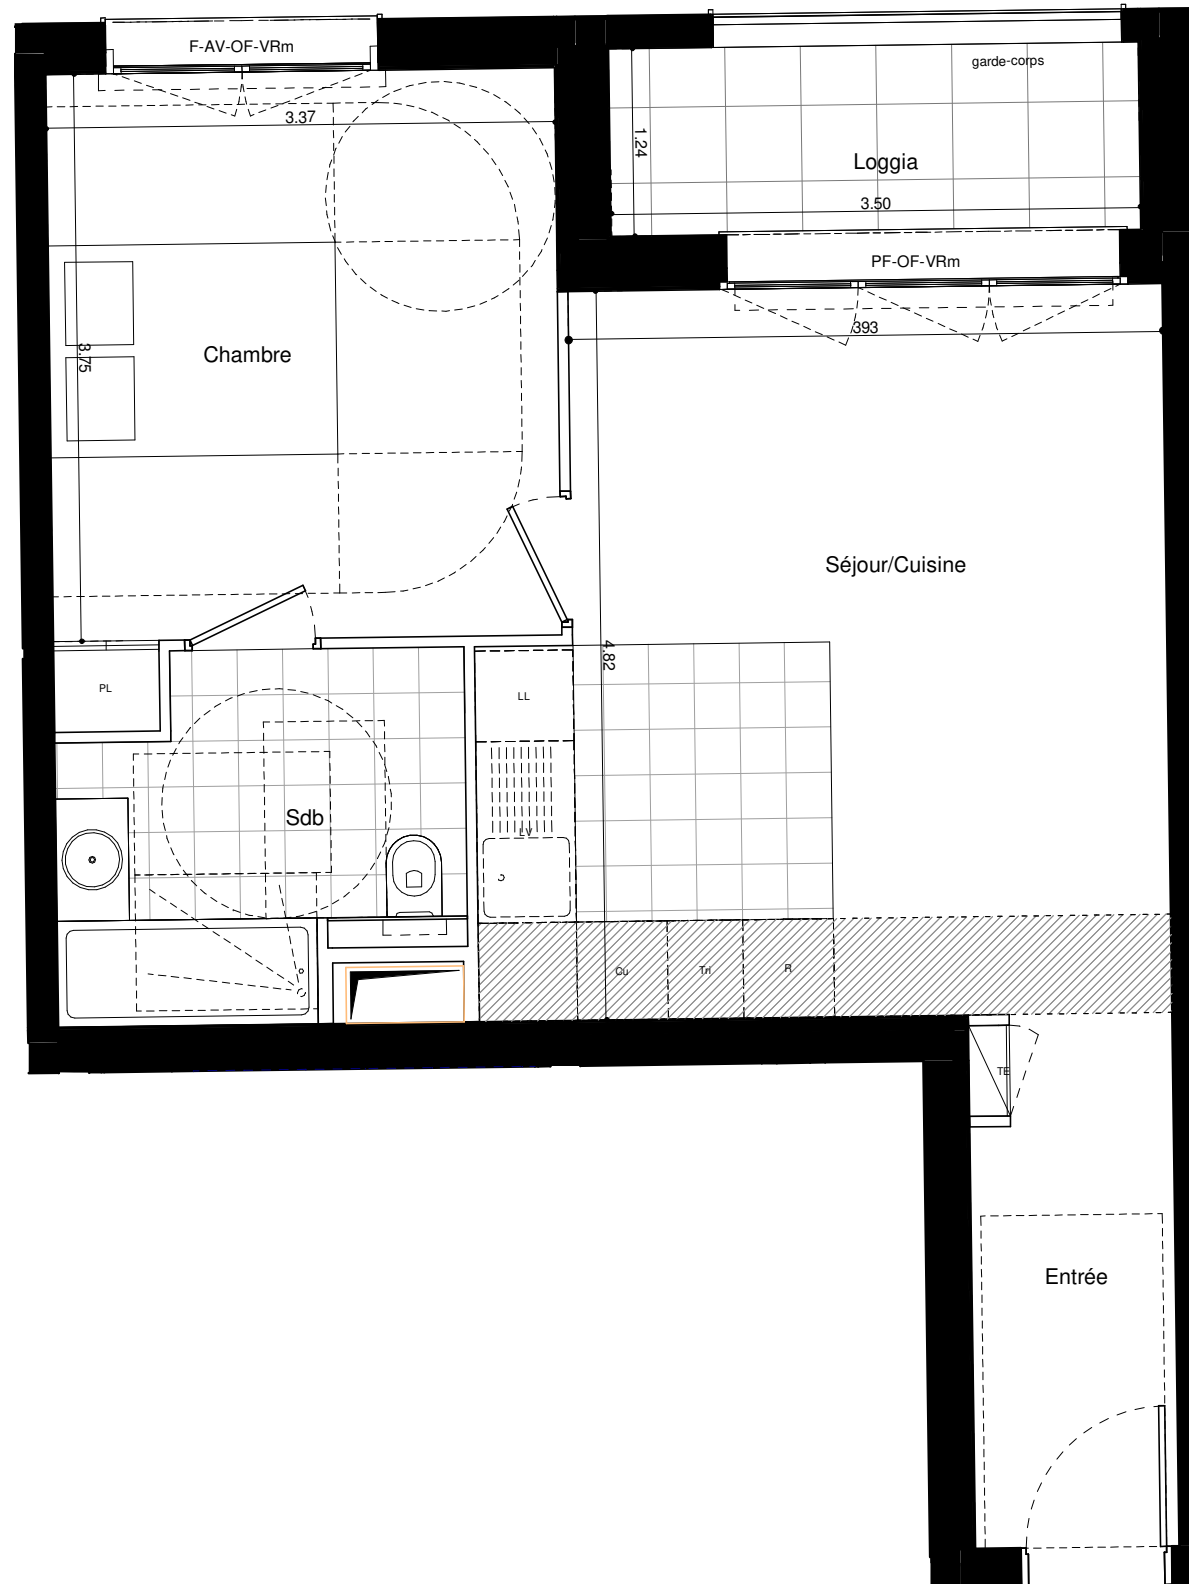 F-AV-OF-VRm
garde-corps
3.37
1.24
Loggia
3.50
PF-OF-VRm
393
3.75
Chambre
Séjour/Cuisine
4.82
PL
LL
Sdb
LV
Cu
Tri
R
TE
Entrée